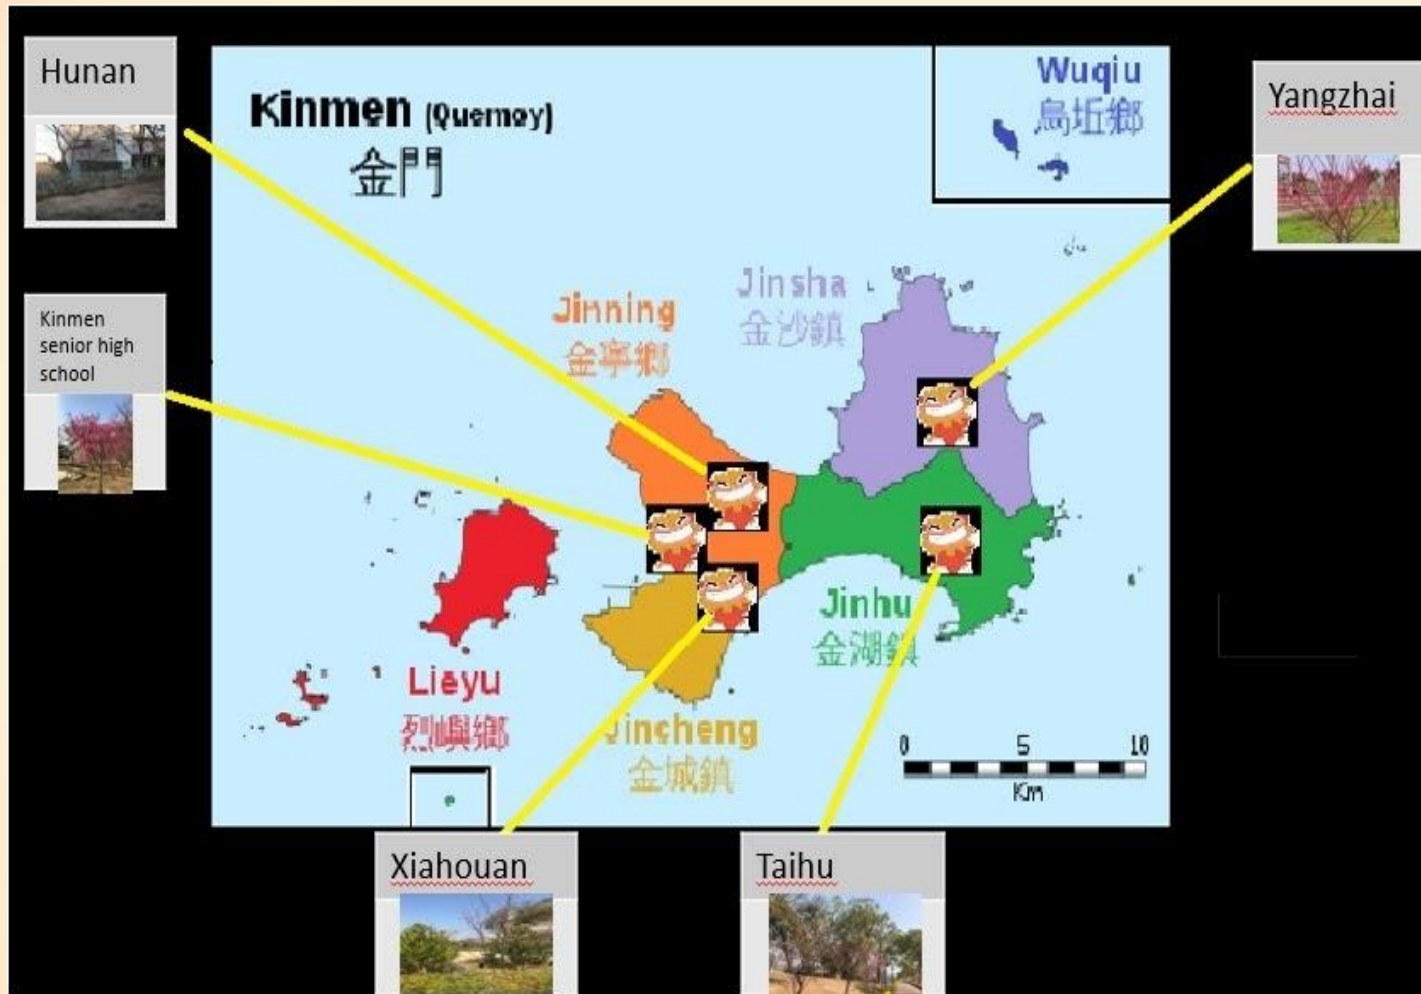 Hunan
Kinmen (Quemoy)
金門
Wuqiu
烏坵鄉
Yangzhai
Kinmen
senior high
school
Jinsha
金沙鎮
Jinning
金寧鄉
Jinhu
金湖鎮
Lieyu
烈嶼鄉
Jincheng
金城鎮
0 5 10
Km
Xiahouan
Taihu